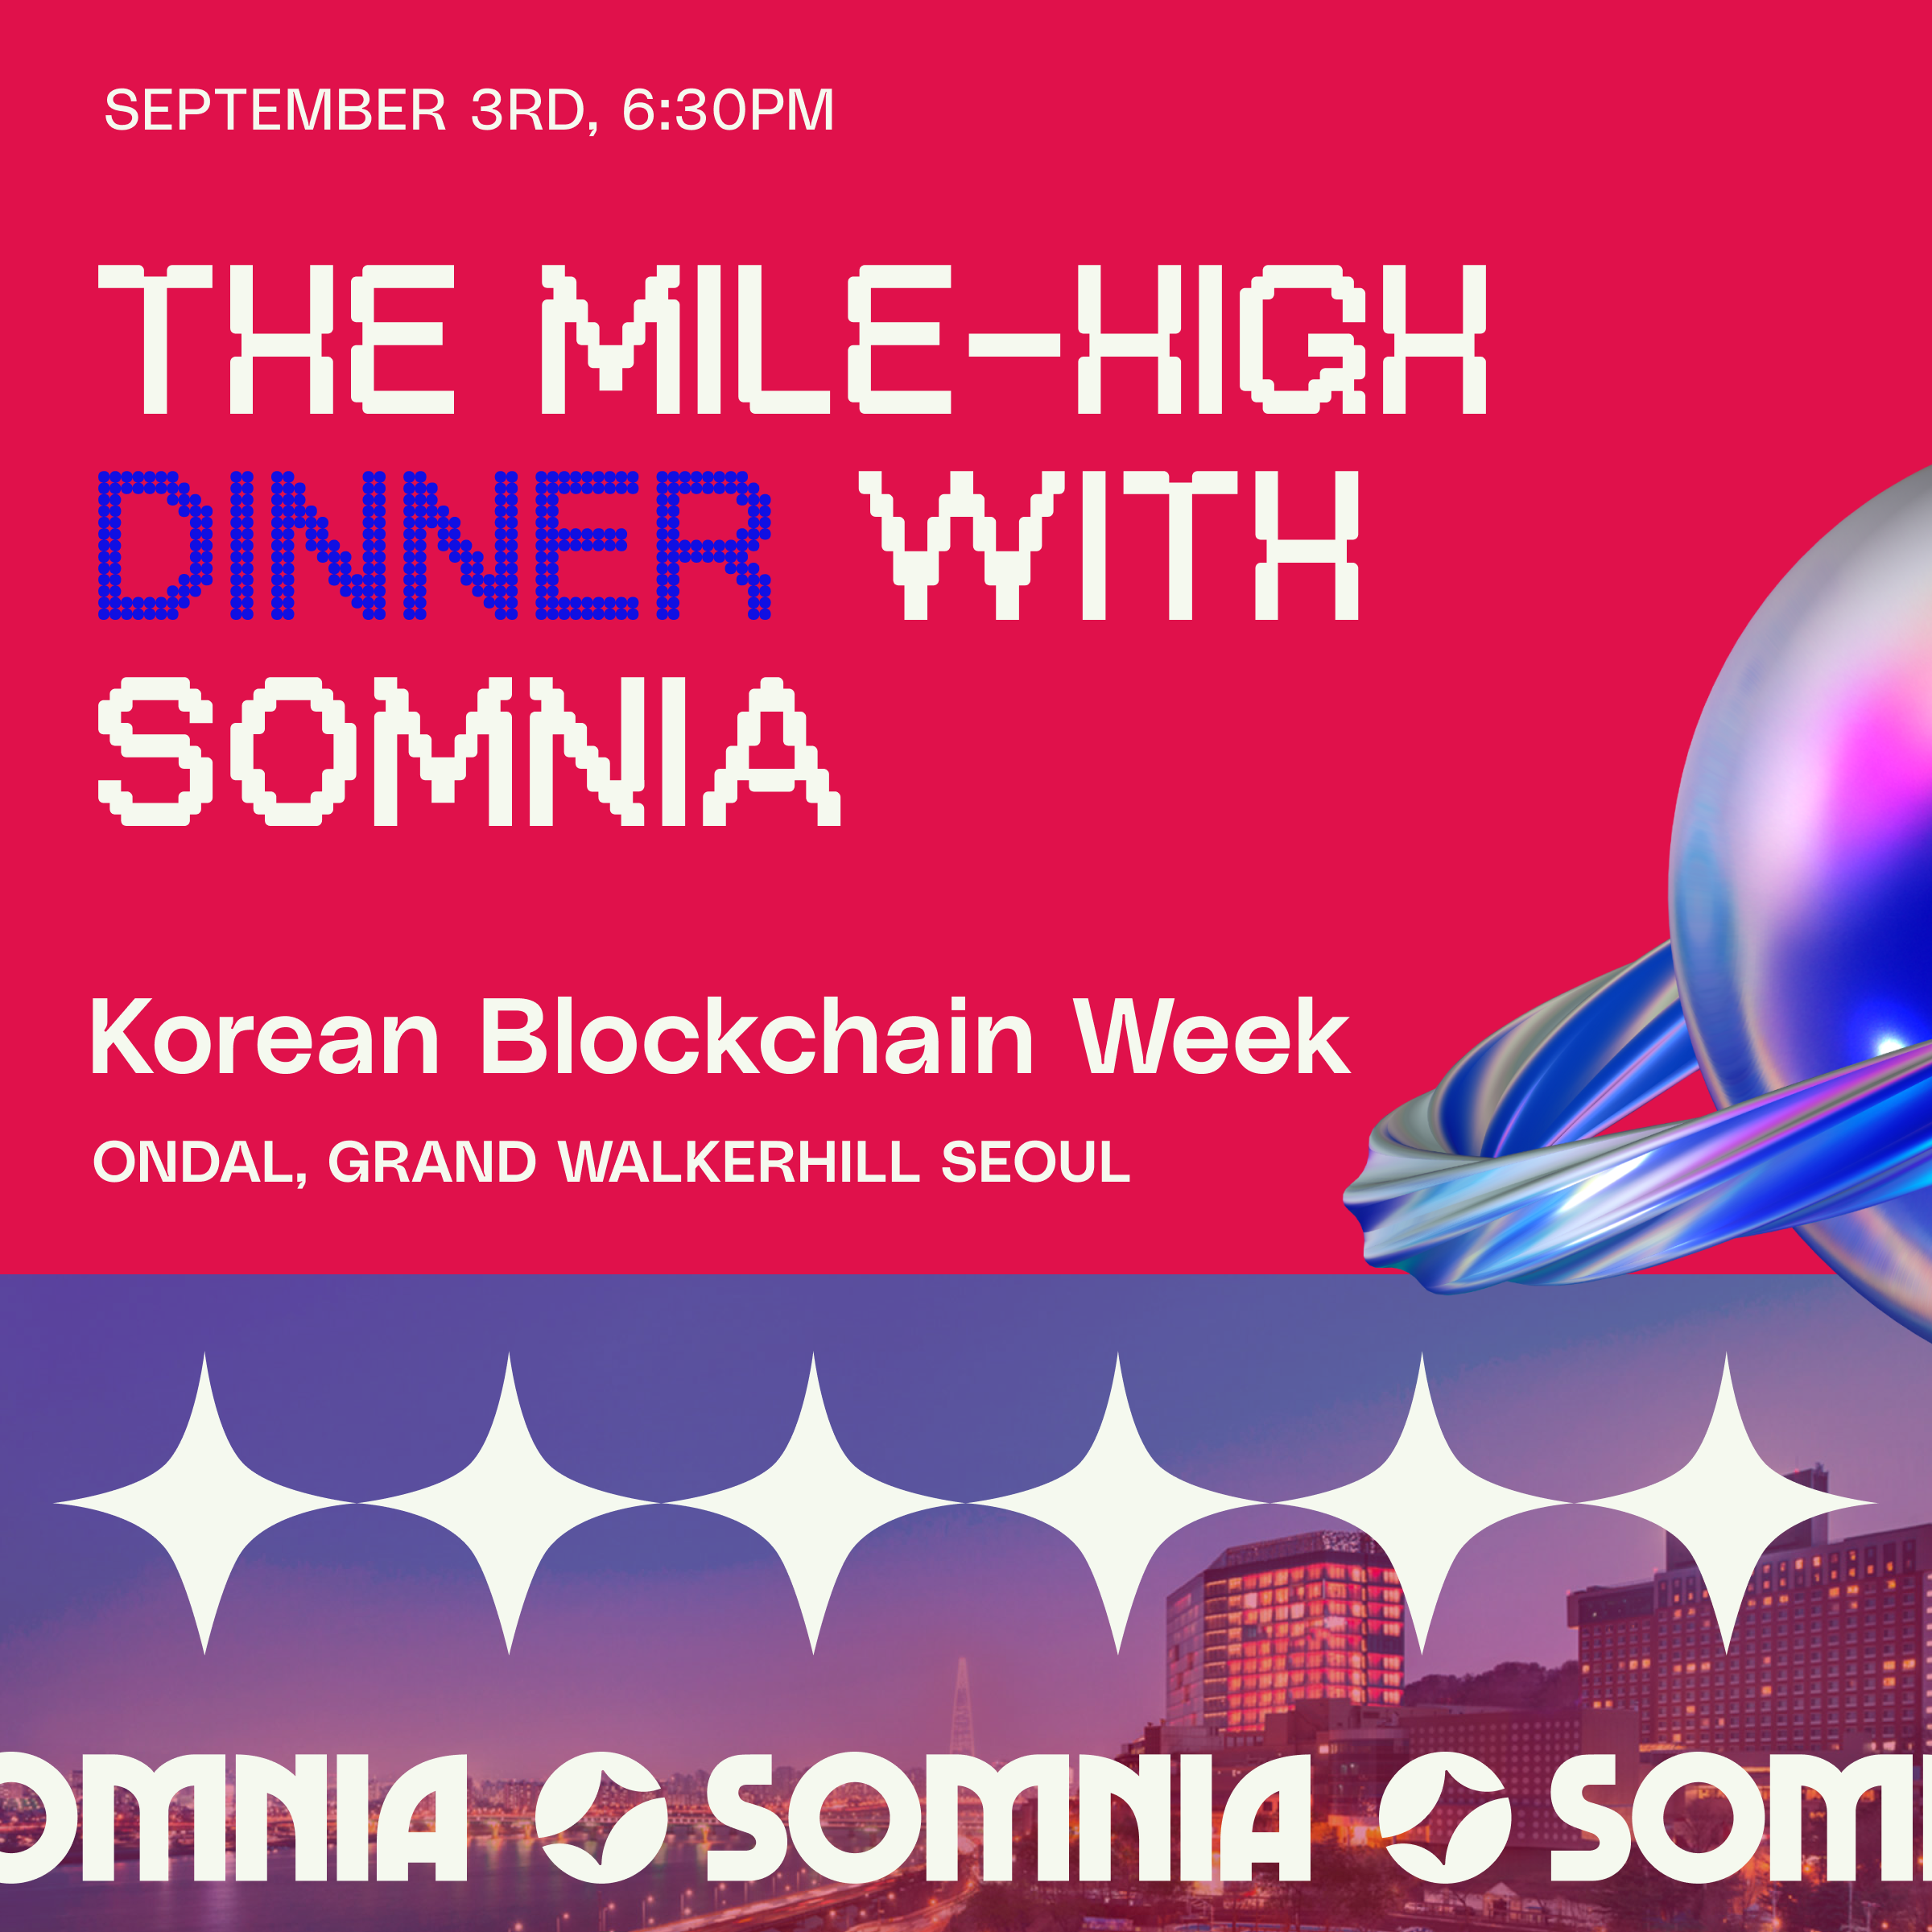 SEPTEMBER 3RD, 6:30PM
THE MILE-HIGH
DINNER WITH
SOMNIA
Korean Blockchain Week
ONDAL, GRAND WALKERHILL SEOUL
OMNIA SOMNIA SOM